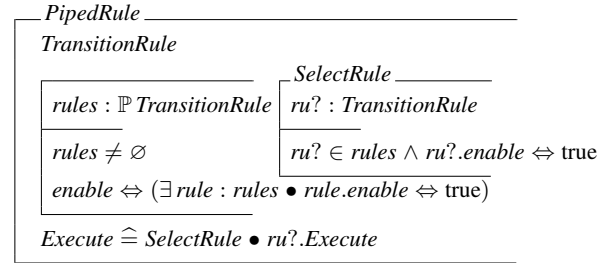 PipedRule
TransitionRule
rules : ℙ TransitionRule
rules ≠ ∅
enable ⇔ (∃ rule : rules • rule.enable ⇔ true)
SelectRule
ru? : TransitionRule
ru? ∈ rules ∧ ru?.enable ⇔ true
Execute ≙ SelectRule • ru?.Execute